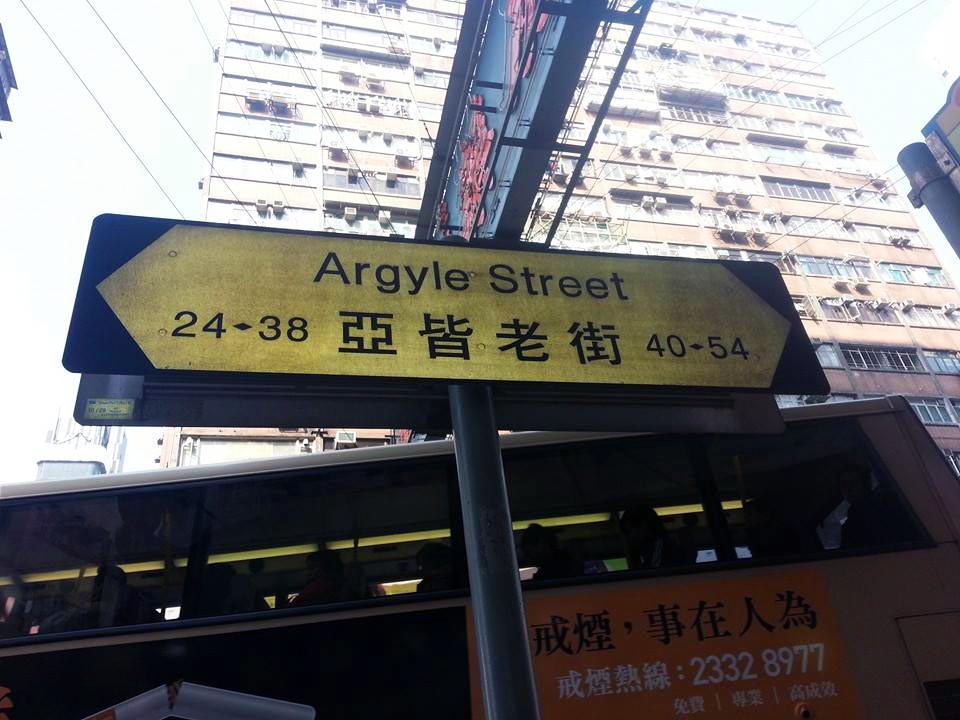 Argyle Street
24 38 亞皆老街 40 54
戒煙，事在人為
戒煙熱線：2332 8977
免費｜專業｜高成效